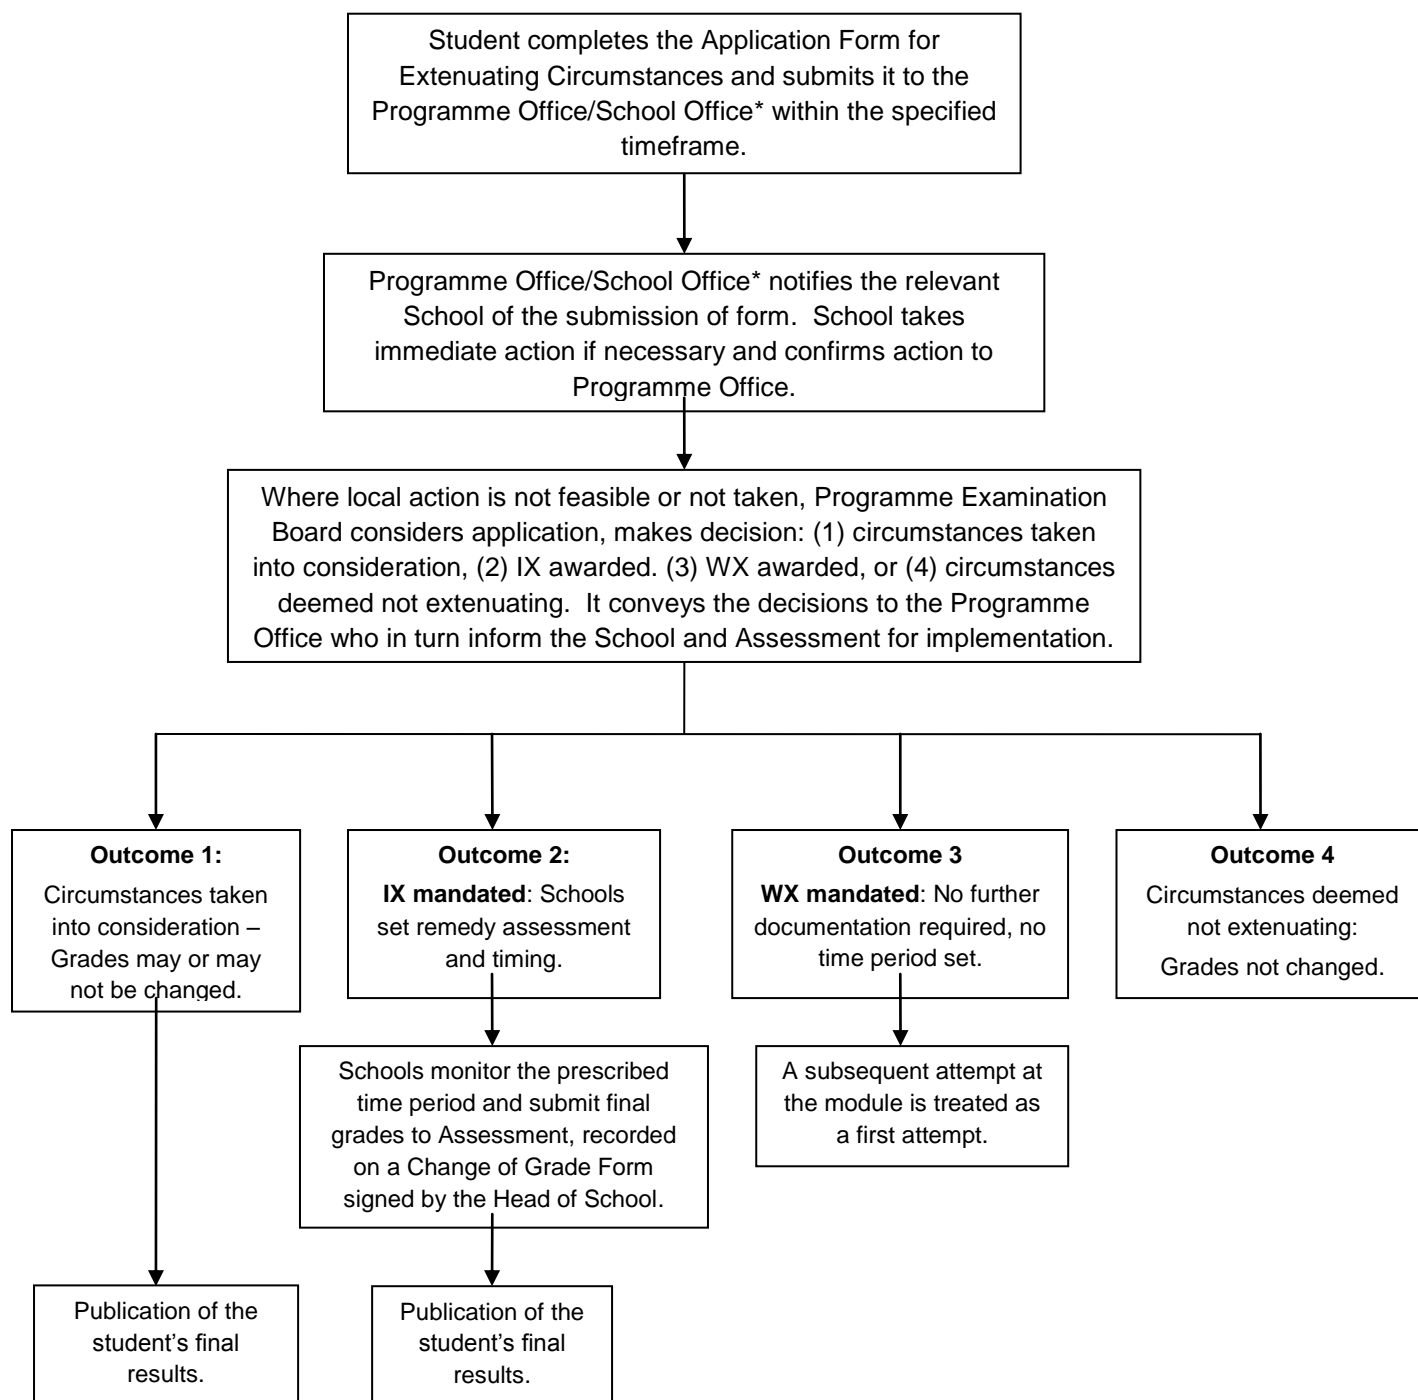 Student completes the Application Form for
Extenuating Circumstances and submits it to the
Programme Office/School Office* within the specified
timeframe.
Programme Office/School Office* notifies the relevant
School of the submission of form.  School takes
immediate action if necessary and confirms action to
Programme Office.
Where local action is not feasible or not taken, Programme Examination
Board considers application, makes decision: (1) circumstances taken
into consideration, (2) IX awarded. (3) WX awarded, or (4) circumstances
deemed not extenuating.  It conveys the decisions to the Programme
Office who in turn inform the School and Assessment for implementation.
Outcome 1:
Circumstances taken
into consideration –
Grades may or may
not be changed.
Outcome 2:
IX mandated: Schools
set remedy assessment
and timing.
Outcome 3
WX mandated: No further
documentation required, no
time period set.
Outcome 4
Circumstances deemed
not extenuating:
Grades not changed.
Schools monitor the prescribed
time period and submit final
grades to Assessment, recorded
on a Change of Grade Form
signed by the Head of School.
A subsequent attempt at
the module is treated as
a first attempt.
Publication of the
student’s final
results.
Publication of the
student’s final
results.